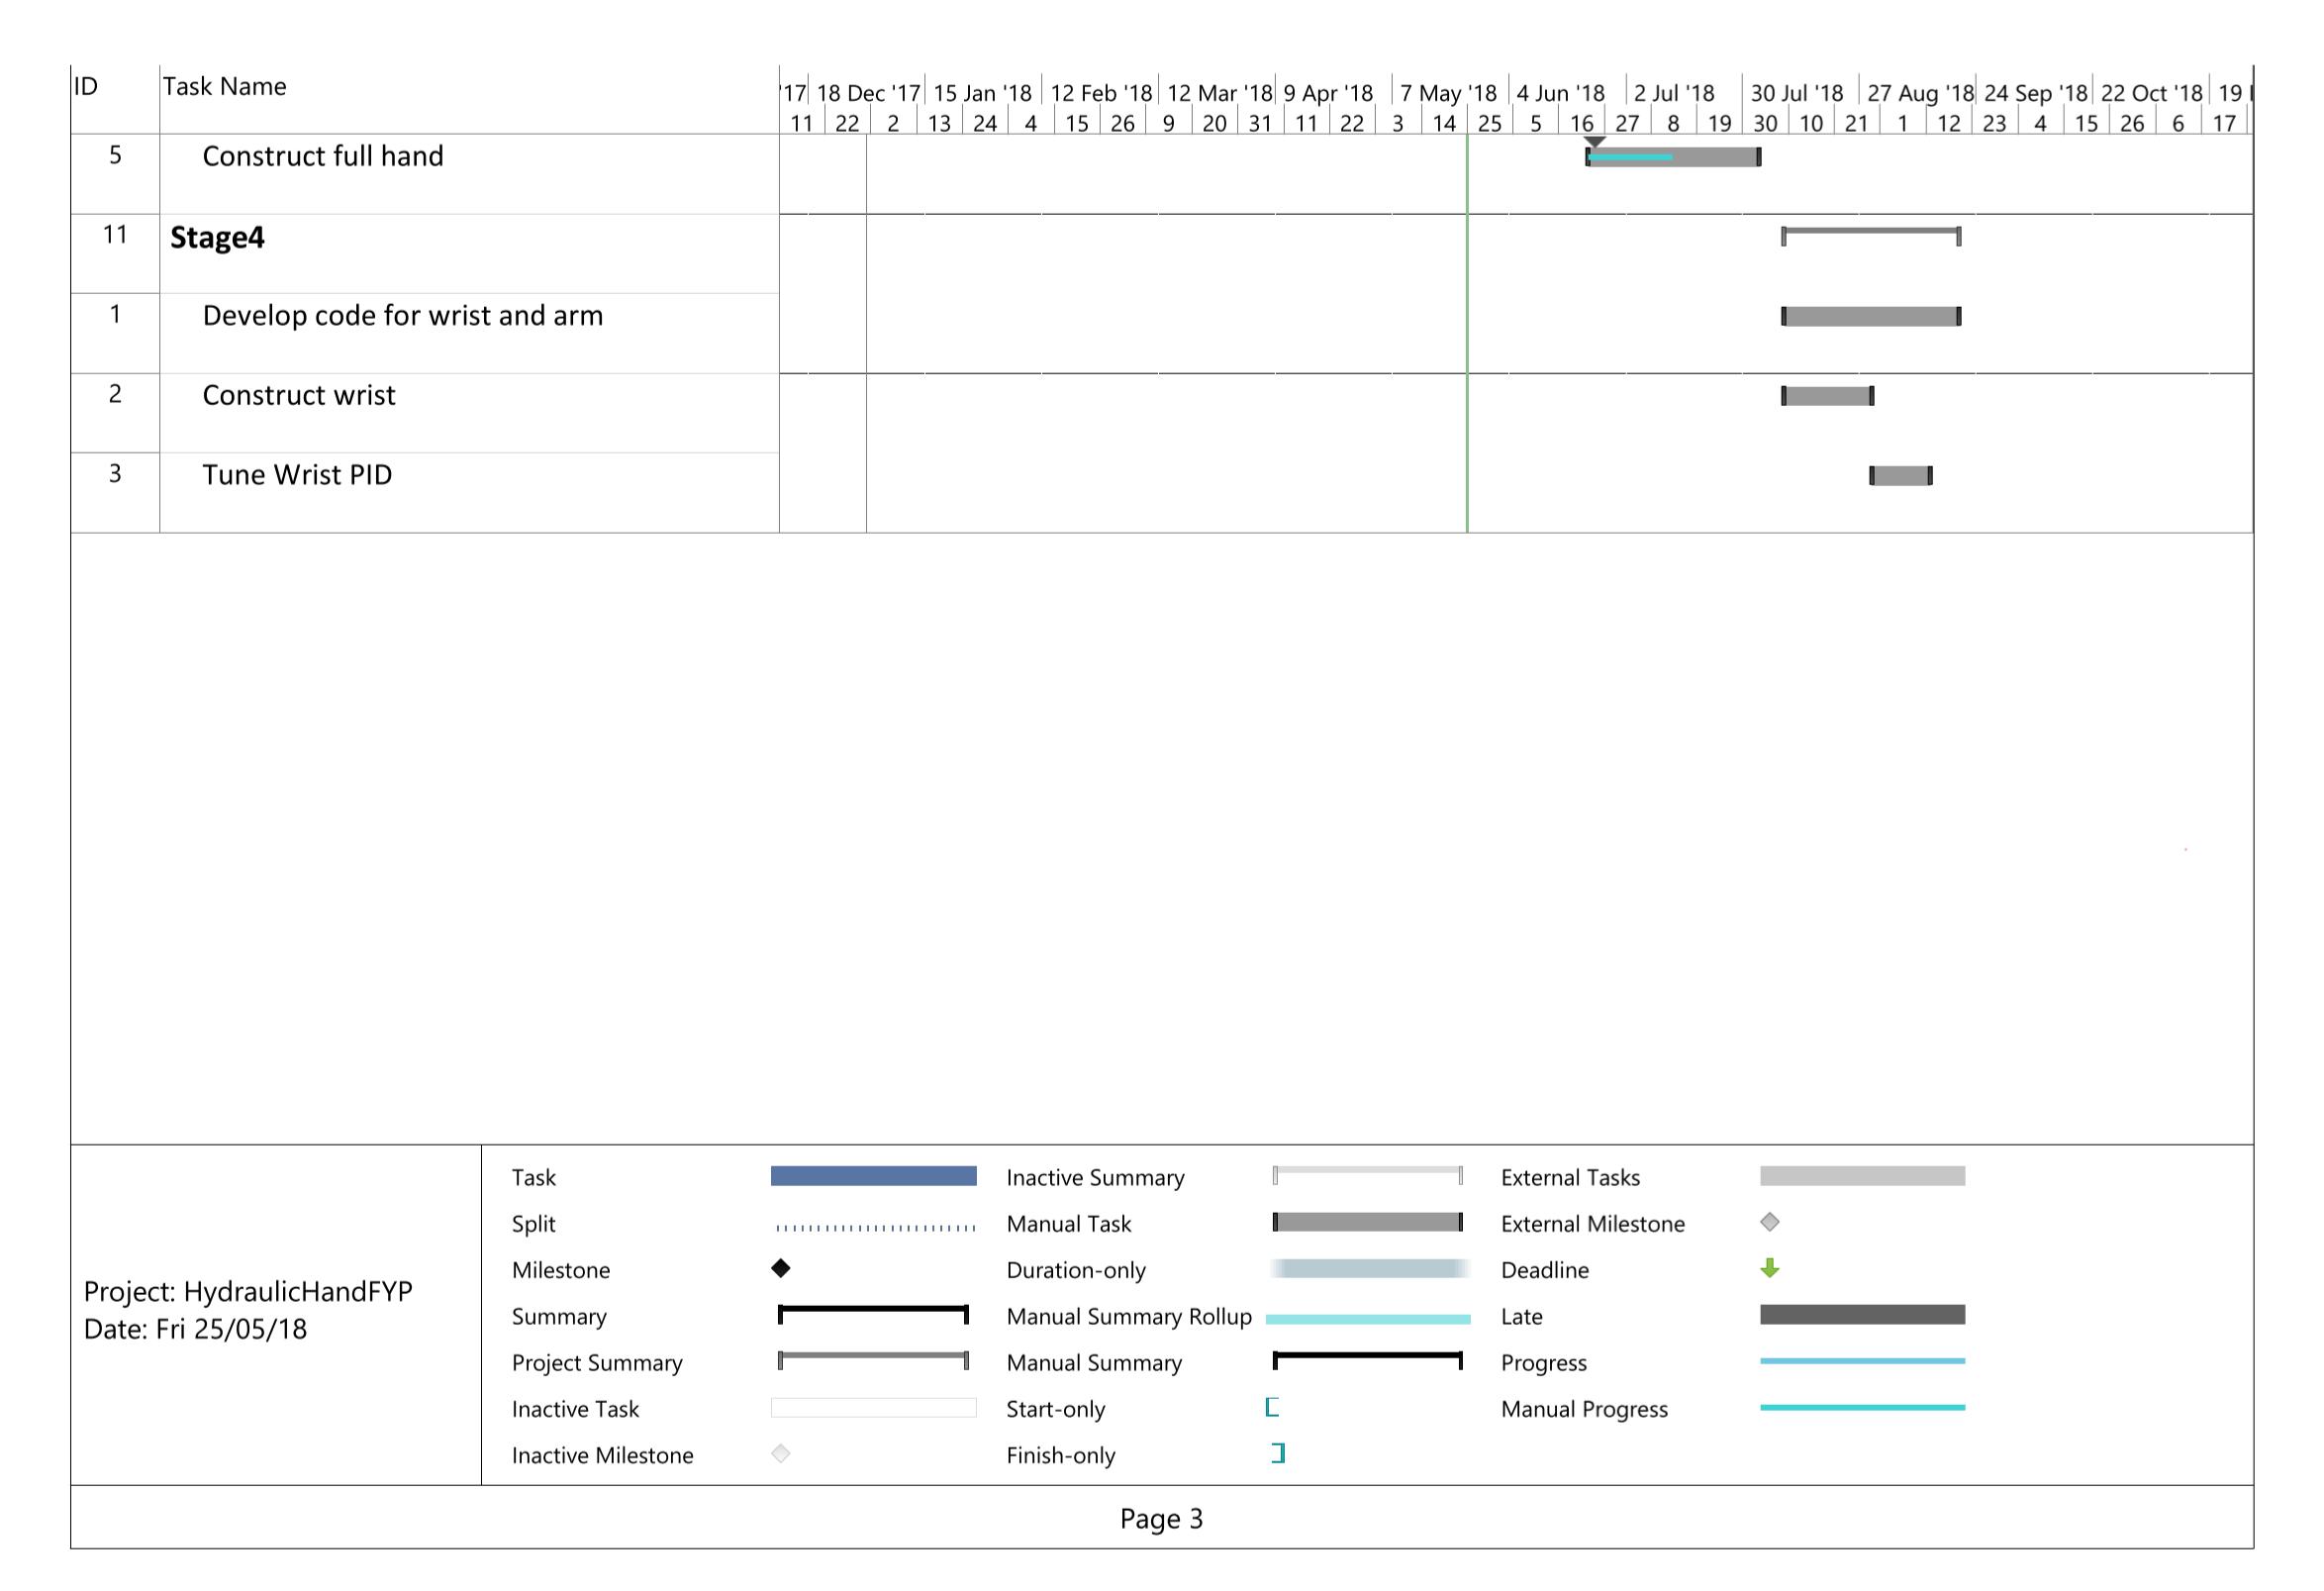 ID Task Name '17 18 Dec '17 15 Jan '18 12 Feb '18 12 Mar '18 9 Apr '18 7 May '18 4 Jun '18 2 Jul '18 30 Jul '18 27 Aug '18 24 Sep '18 22 Oct '18 19
11 22 2 13 24 4 15 26 9 20 31 11 22 3 14 25 5 16 27 8 19 30 10 21 1 12 23 4 15 26 6 17
5 Construct full hand
11 Stage4
1 Develop code for wrist and arm
2 Construct wrist
3 Tune Wrist PID
Project: HydraulicHandFYP
Date: Fri 25/05/18
Task
Split
Milestone
Summary
Project Summary
Inactive Task
Inactive Milestone
Inactive Summary
Manual Task
Duration-only
Manual Summary Rollup
Manual Summary
Start-only
Finish-only
External Tasks
External Milestone
Deadline
Late
Progress
Manual Progress
Page 3